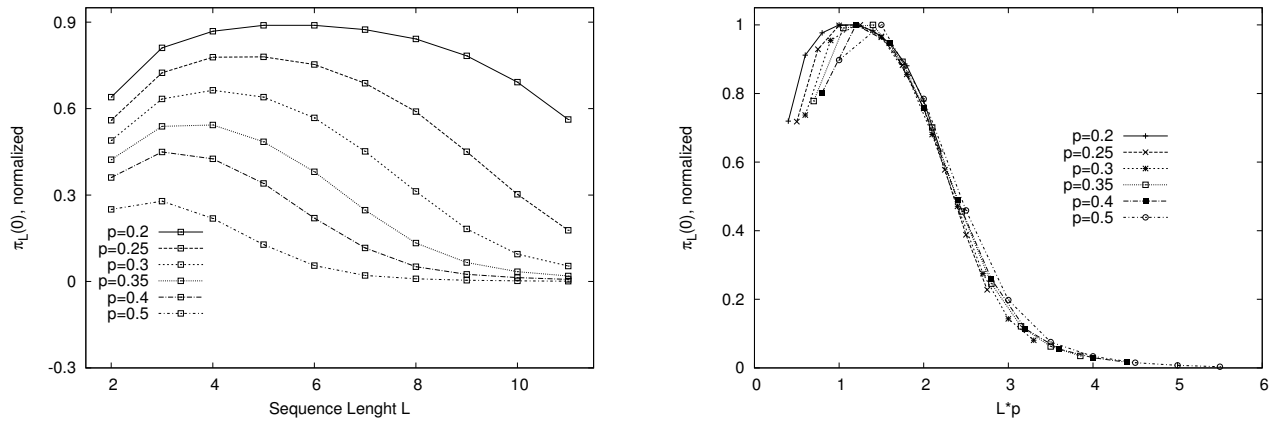 0.9
0.6
0.3
0
-0.3
π_L(0), normalized
p=0.2
p=0.25
p=0.3
p=0.35
p=0.4
p=0.5
2 4 6 8 10
Sequence Lenght L
1
0.8
0.6
0.4
0.2
0
π_L(0), normalized
p=0.2
p=0.25
p=0.3
p=0.35
p=0.4
p=0.5
0 1 2 3 4 5 6
L*p